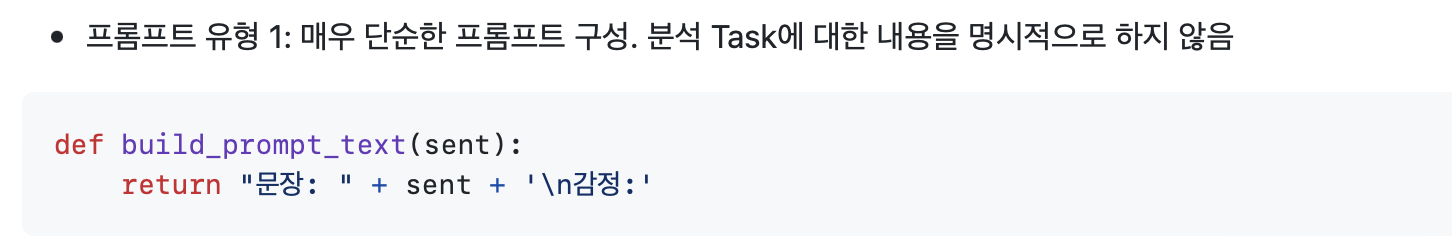 • 프롬프트 유형 1: 매우 단순한 프롬프트 구성. 분석 Task에 대한 내용을 명시적으로 하지 않음
def build_prompt_text(sent):
    return "문장: " + sent + '\n감정:'